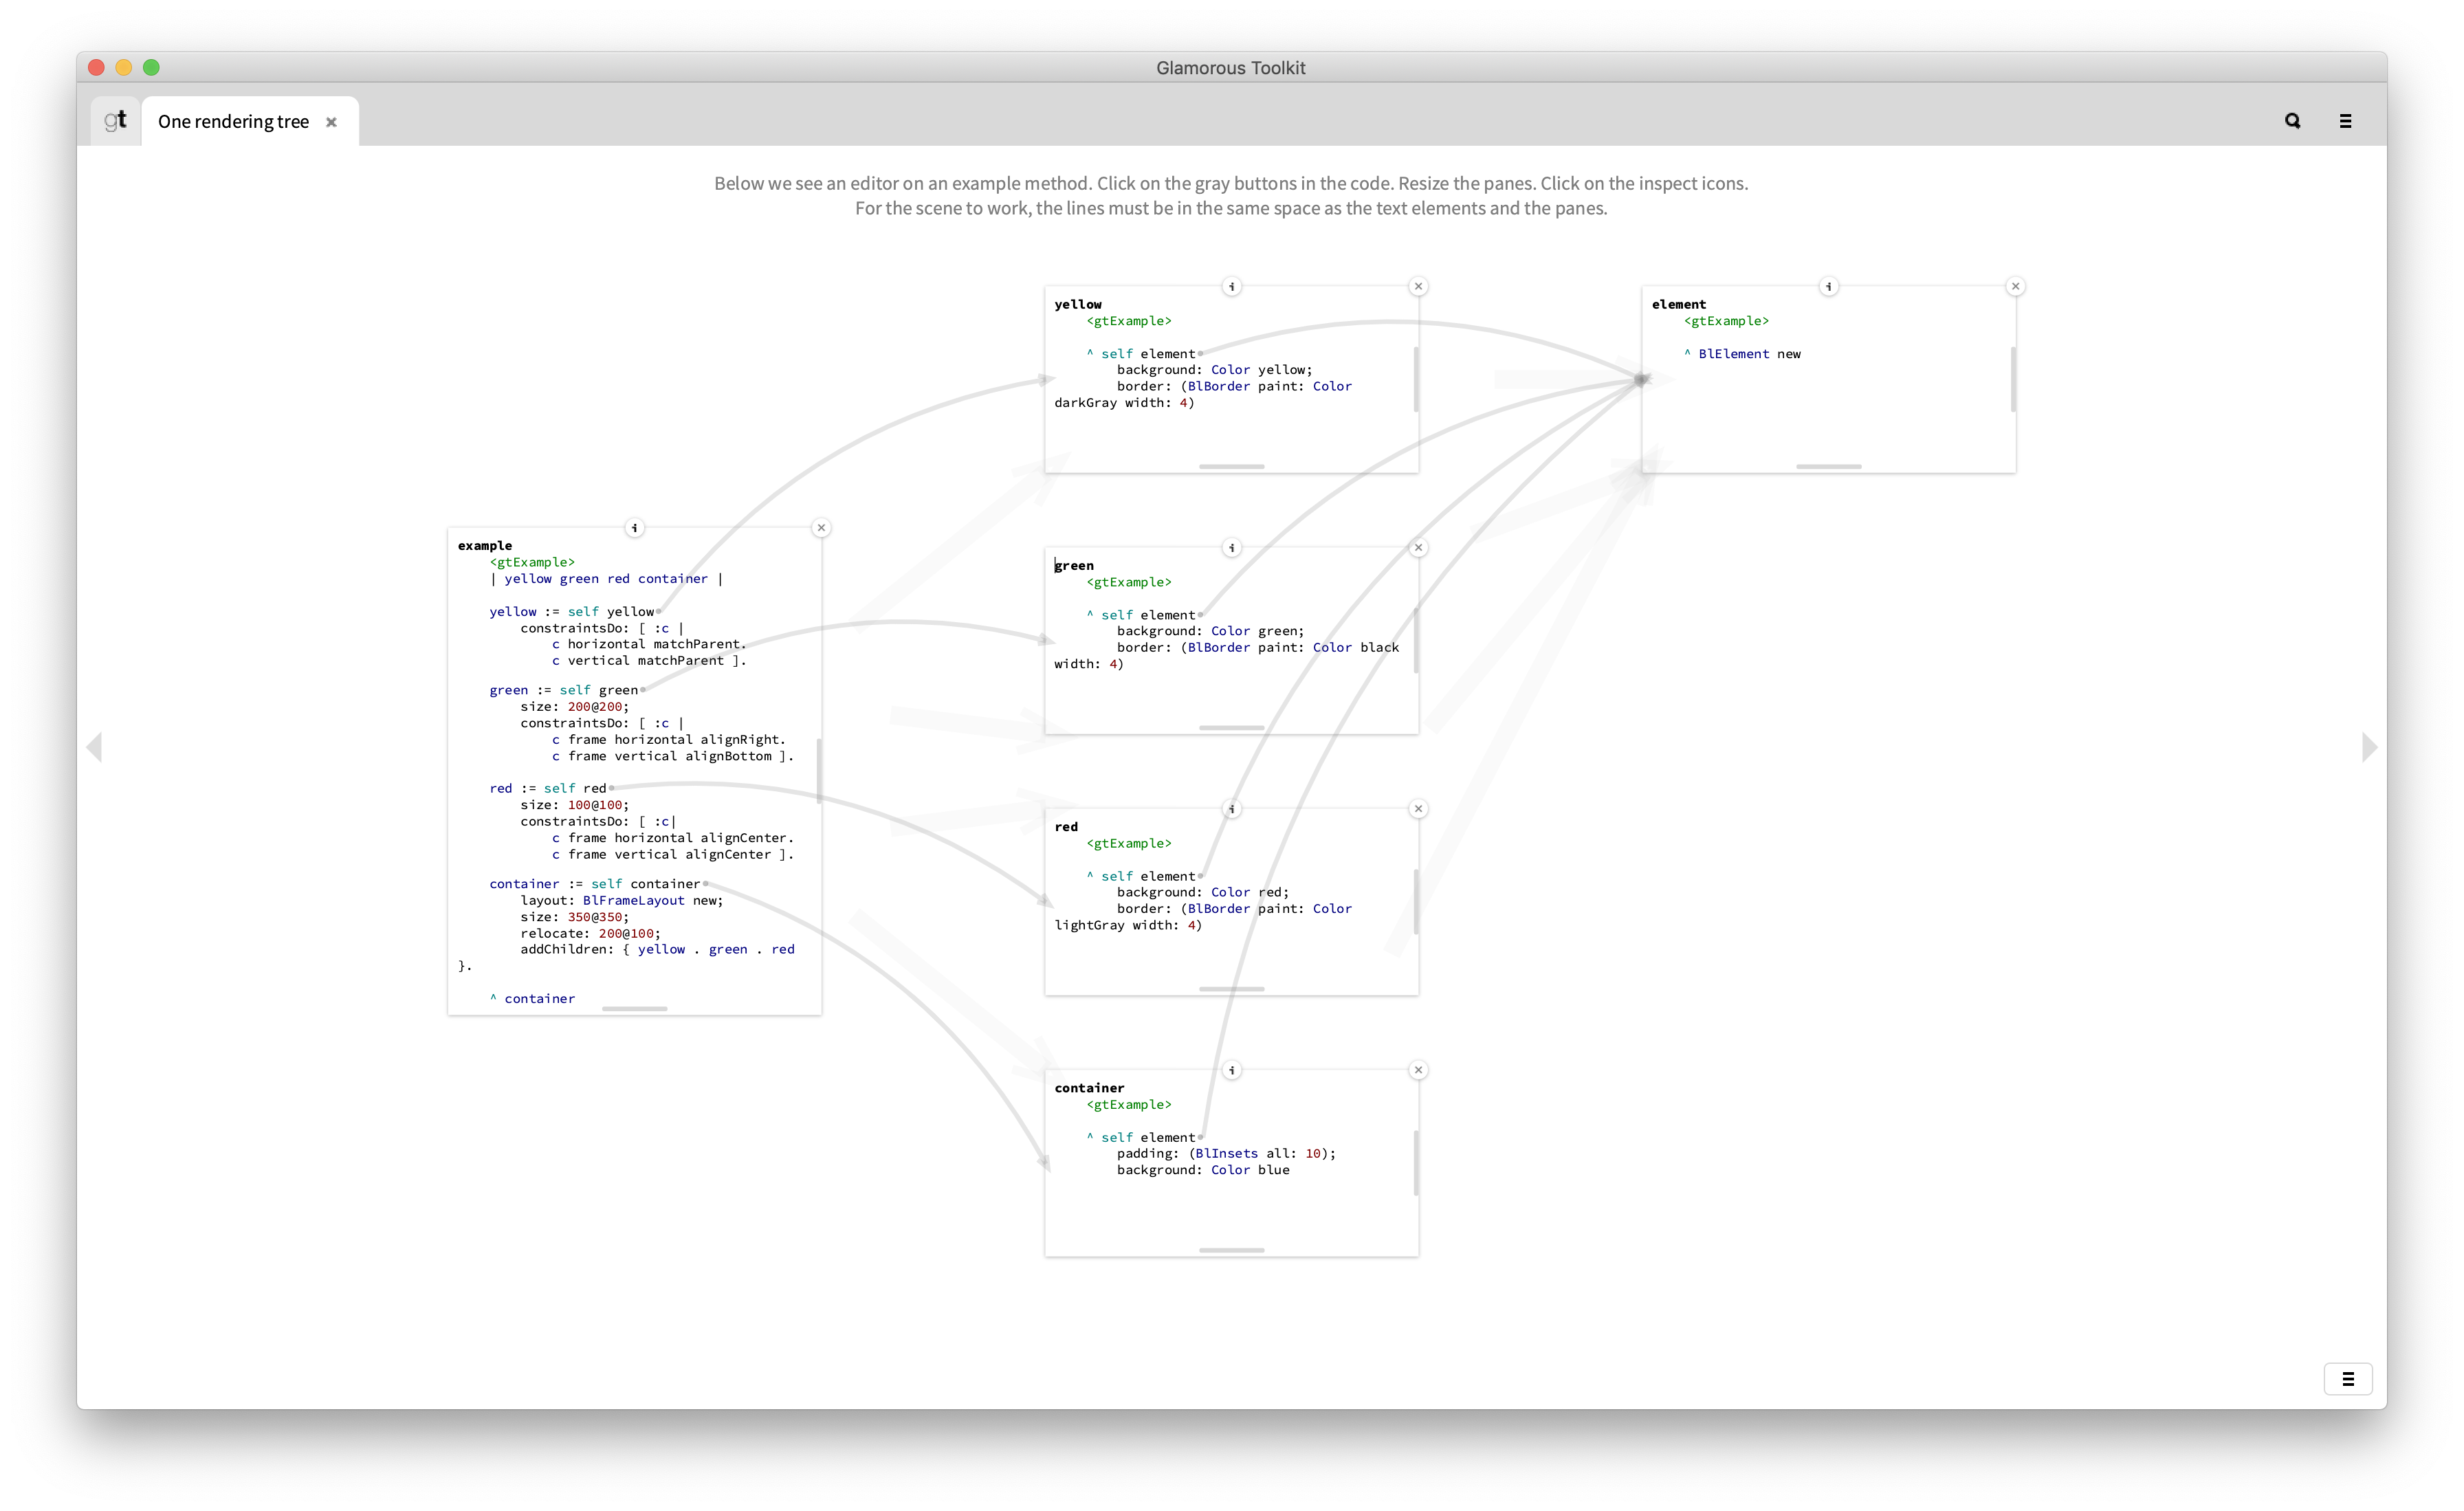 Glamorous Toolkit
gt
One rendering tree
Below we see an editor on an example method. Click on the gray buttons in the code. Resize the panes. Click on the inspect icons.
For the scene to work, the lines must be in the same space as the text elements and the panes.
example
<gtExample>
| yellow green red container |
yellow := self yellow
constraintsDo: [ :c |
c horizontal matchParent.
c vertical matchParent ].
green := self green
size: 200@200;
constraintsDo: [ :c |
c frame horizontal alignRight.
c frame vertical alignBottom ].
red := self red
size: 100@100;
constraintsDo: [ :c|
c frame horizontal alignCenter.
c frame vertical alignCenter ].
container := self container
layout: BlFrameLayout new;
size: 350@350;
relocate: 200@100;
addChildren: { yellow . green . red
}.
^ container
yellow
<gtExample>
^ self element
background: Color yellow;
border: (BlBorder paint: Color
darkGray width: 4)
green
<gtExample>
^ self element
background: Color green;
border: (BlBorder paint: Color black
width: 4)
red
<gtExample>
^ self element
background: Color red;
border: (BlBorder paint: Color
lightGray width: 4)
container
<gtExample>
^ self element
padding: (BlInsets all: 10);
background: Color blue
element
<gtExample>
^ BlElement new